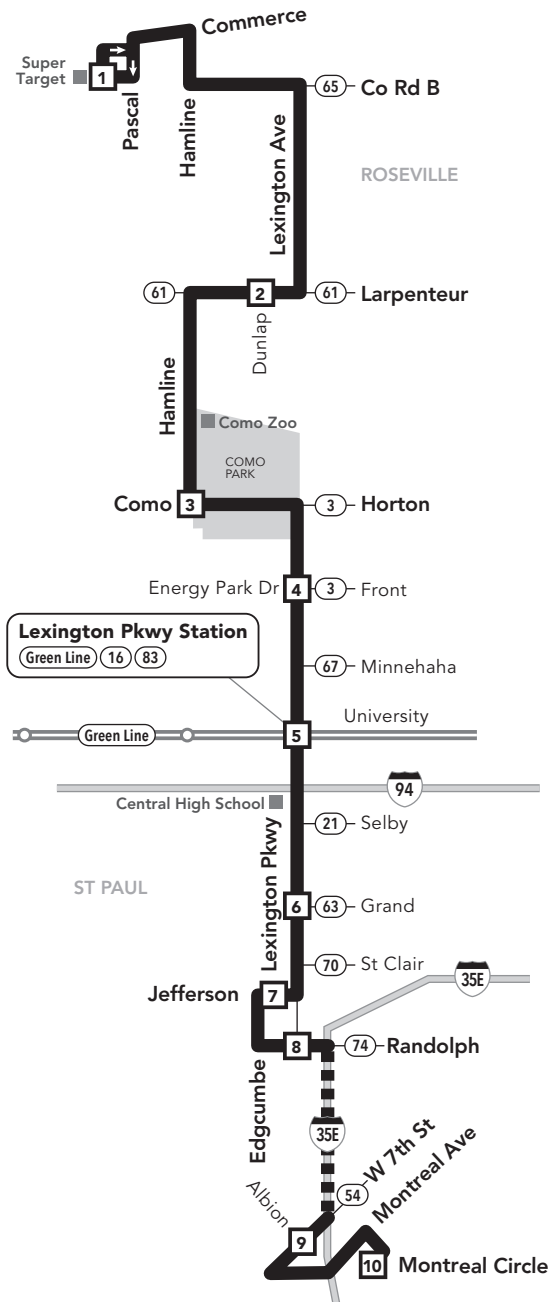 Commerce
Super
Target
1
Pascal
Hamline
65
Co Rd B
Lexington Ave
ROSEVILLE
61
2
61
Larpenteur
Dunlap
Hamline
Como Zoo
COMO
PARK
Como
3
3
Horton
Energy Park Dr
4
3
Front
Lexington Pkwy Station
Green Line
16
83
67
Minnehaha
University
Green Line
5
94
Central High School
Lexington Pkwy
21
Selby
ST PAUL
6
63
Grand
70
St Clair
35E
Jefferson
7
8
74
Randolph
Edgcumbe
35E
W 7th St
54
Montreal Ave
Albion
9
10
Montreal Circle